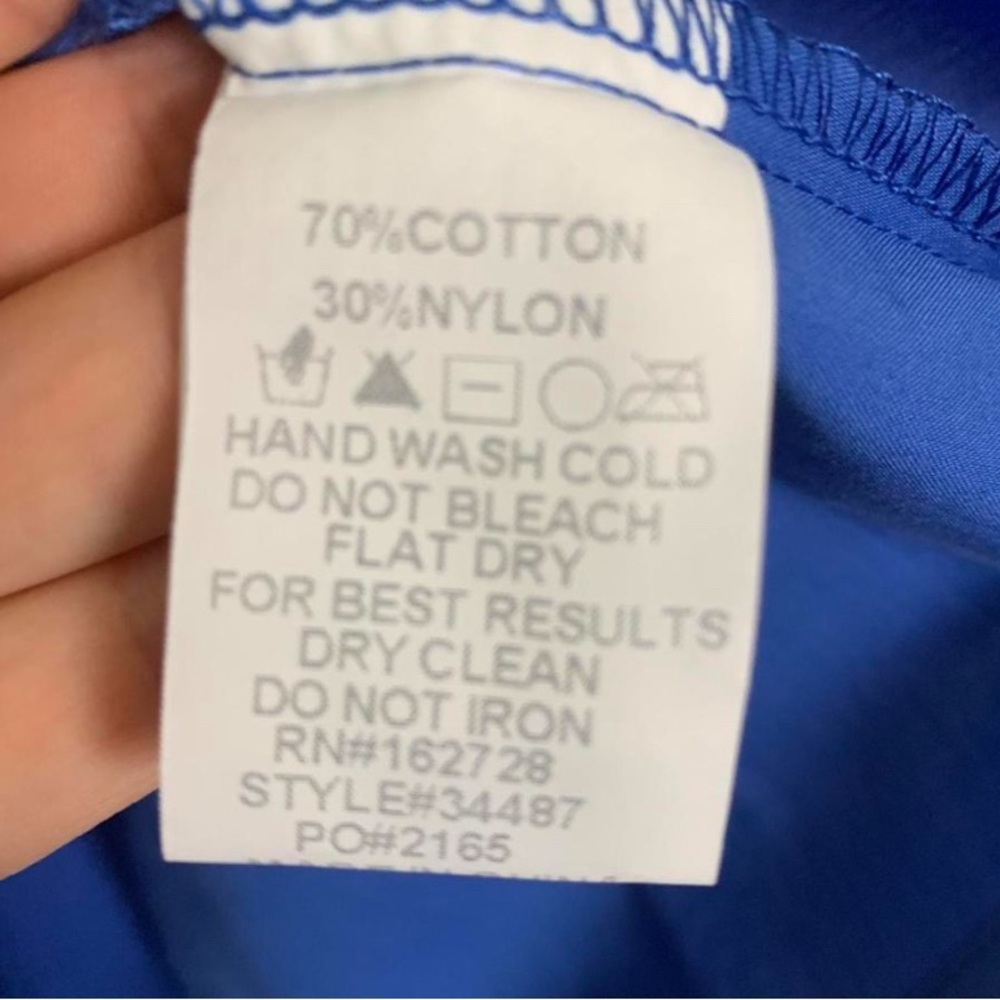 70%COTTON
30%NYLON
HAND WASH COLD
DO NOT BLEACH
FLAT DRY
FOR BEST RESULTS
DRY CLEAN
DO NOT IRON
RN#162728
STYLE#34487
PO#2165